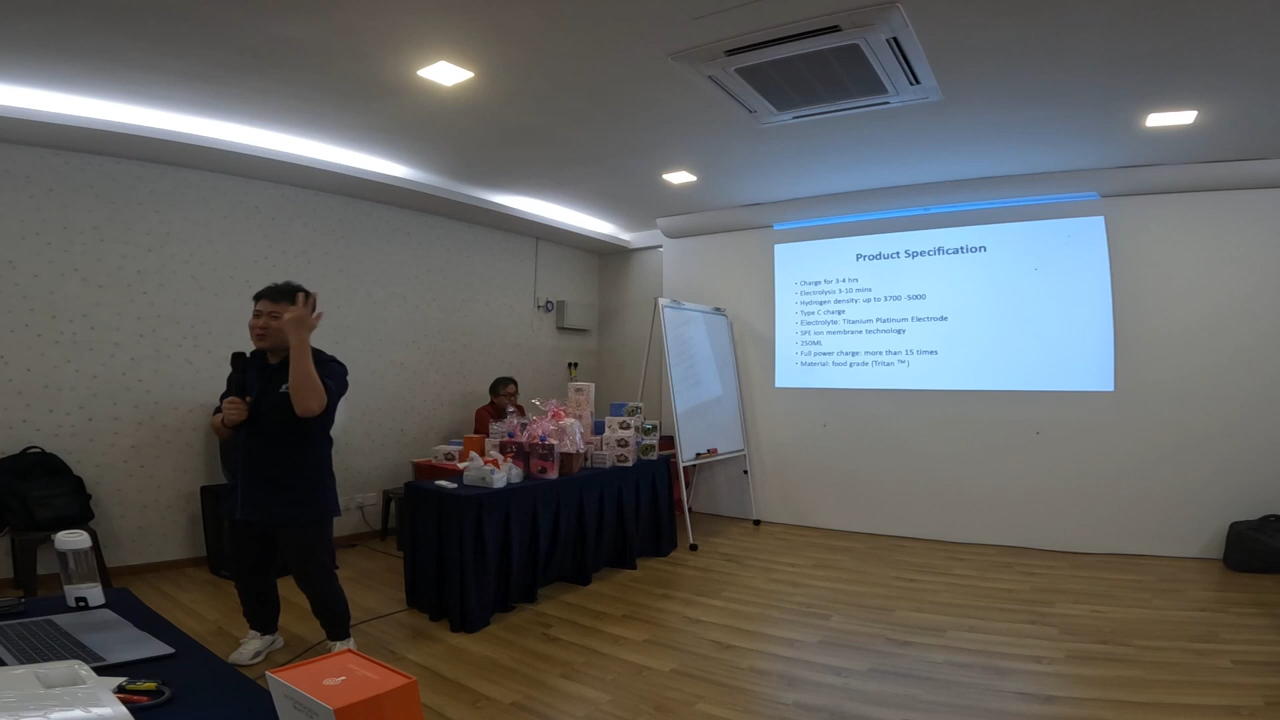 Product Specification
• Charge for 3-4 hrs
• Electrolysis 3-10 mins
• Hydrogen density: up to 3700 -5000
• Type C charge
• Electrolyte: Titanium Platinum Electrode
• SPE ion membrane technology
• 250ML
• Full power charge: more than 15 times
• Material: food grade (Tritan ™ )